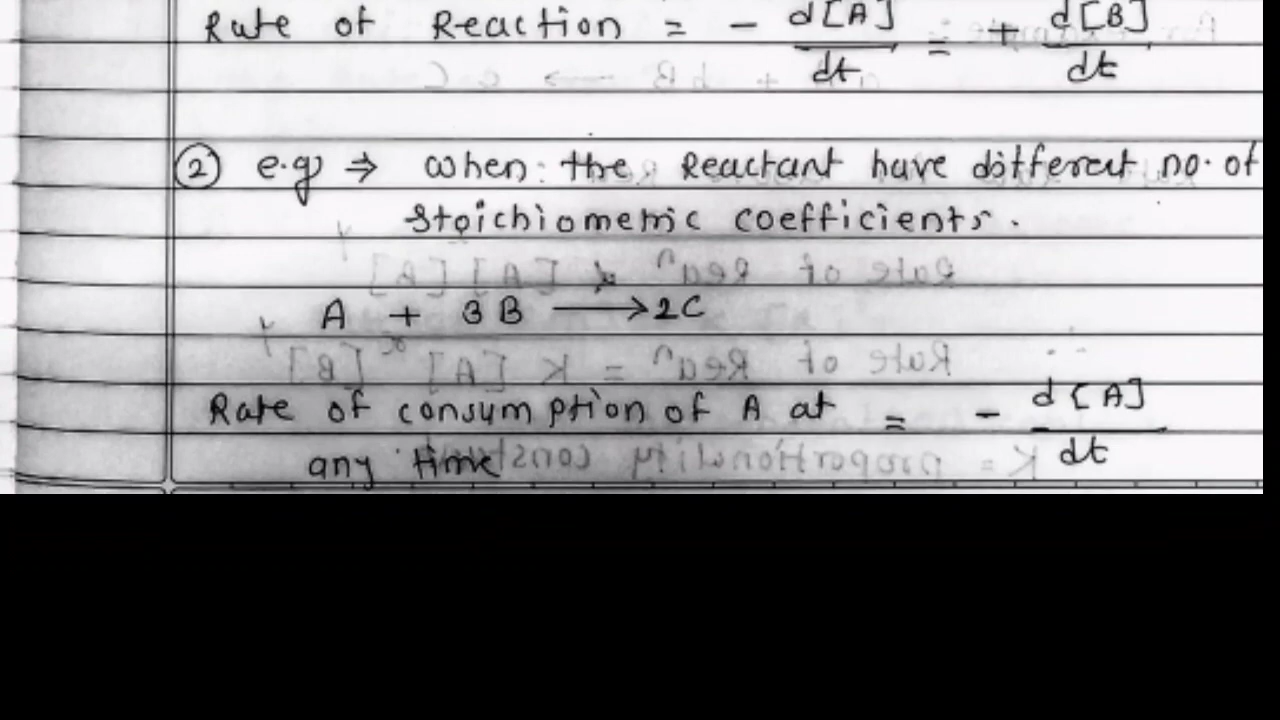 Rate of Reaction = - d[A]/dt = + d[B]/dt
② e.g ⇒ when the Reactant have different no. of
stoichiometric coefficients.
A + 3B ⟶ 2C
Rate of consumption of A at = - d[A]/dt
any time